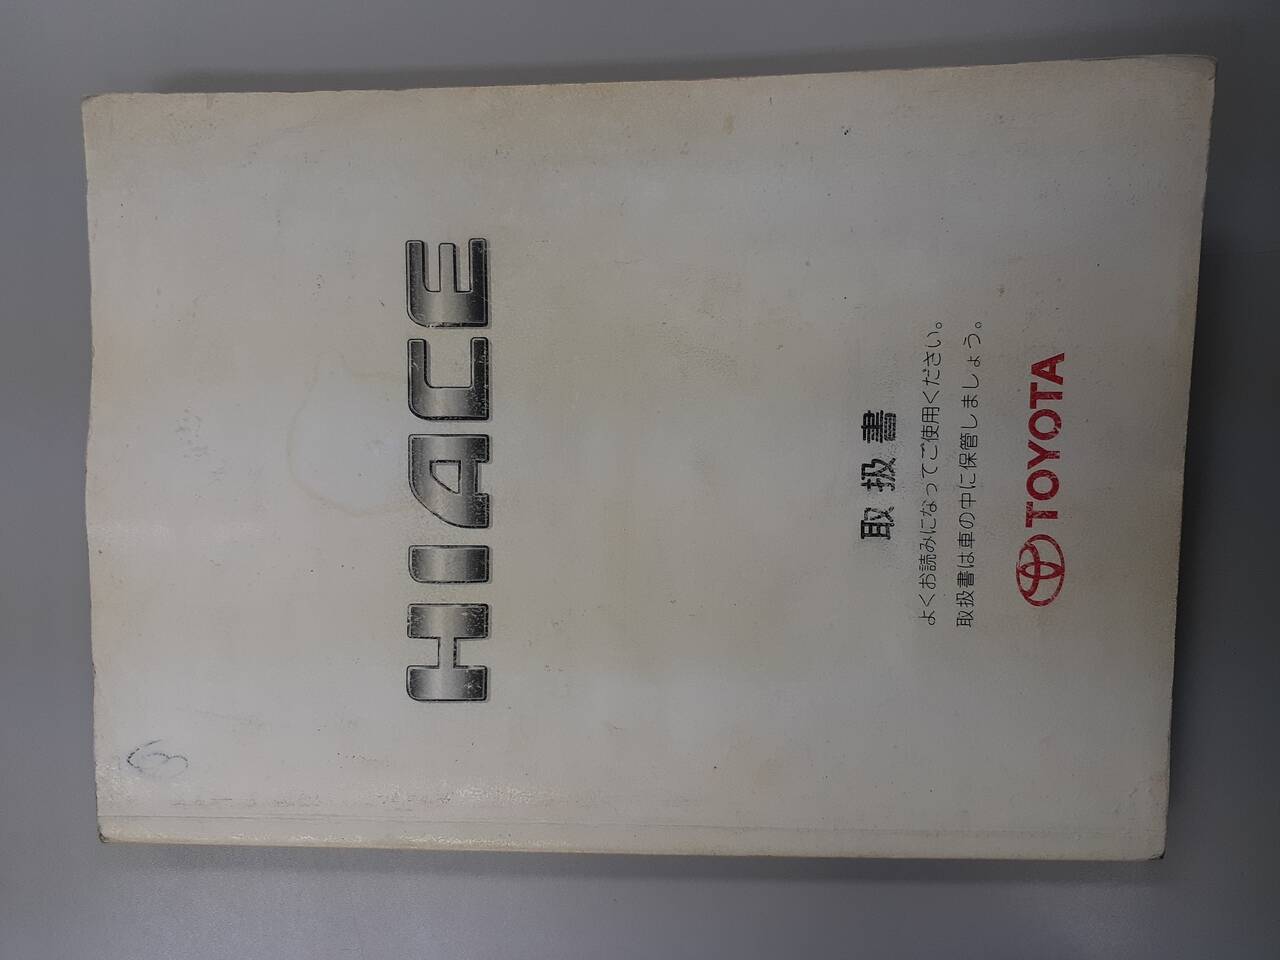 HIACE
取扱書
よくお読みになってご使用ください。
取扱書は車の中に保管しましょう。
TOYOTA